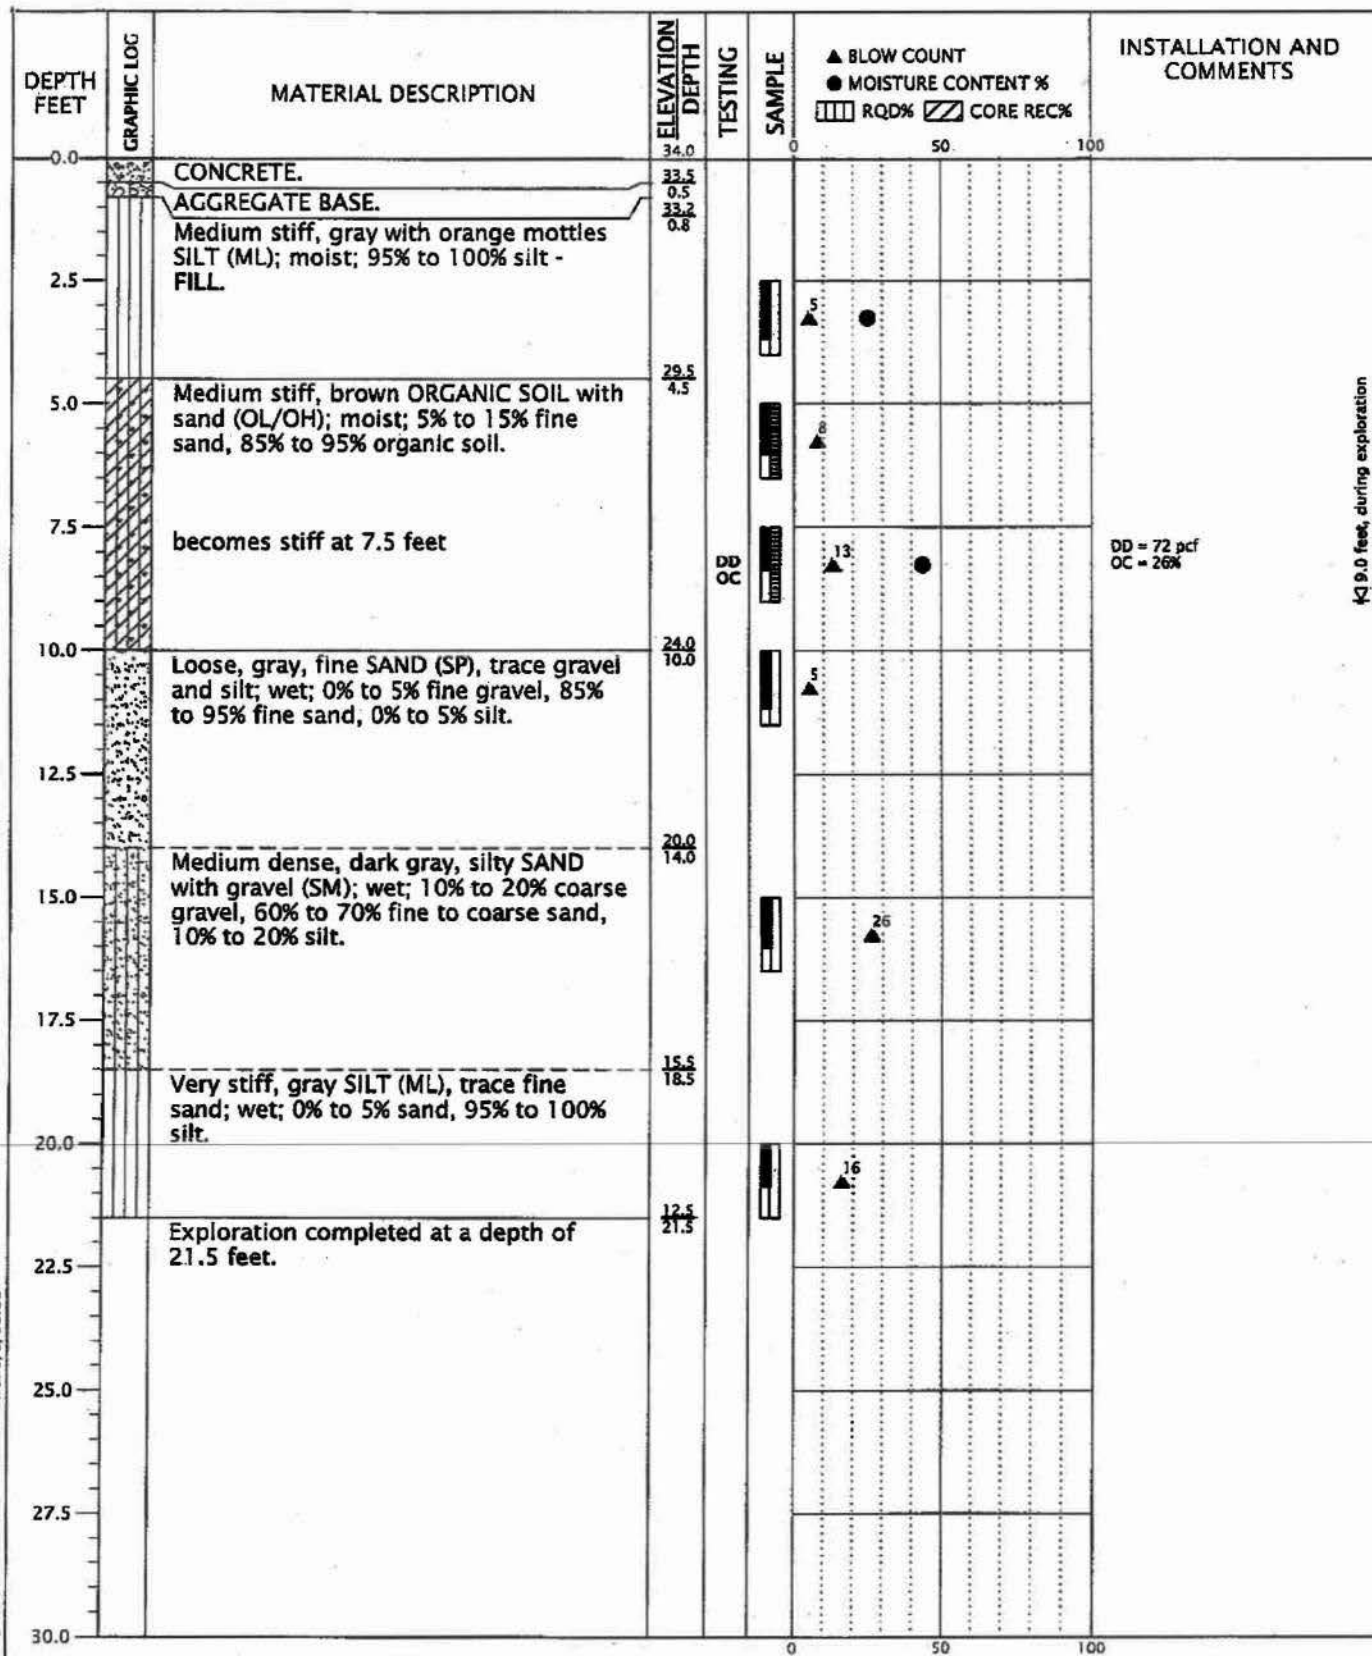 DEPTH
FEET
GRAPHIC LOG
MATERIAL DESCRIPTION
ELEVATION
DEPTH
TESTING
SAMPLE
▲ BLOW COUNT
● MOISTURE CONTENT %
RQD% CORE REC%
INSTALLATION AND
COMMENTS
0.0
34.0
0 50 100
CONCRETE.
33.5
0.5
AGGREGATE BASE.
33.2
0.8
Medium stiff, gray with orange mottles
SILT (ML); moist; 95% to 100% silt -
FILL.
2.5
5
29.5
4.5
5.0
Medium stiff, brown ORGANIC SOIL with
sand (OL/OH); moist; 5% to 15% fine
sand, 85% to 95% organic soil.
8
7.5
becomes stiff at 7.5 feet
DD
OC
13
DD = 72 pcf
OC = 26%
9.0 feet, during exploration
10.0
24.0
10.0
Loose, gray, fine SAND (SP), trace gravel
and silt; wet; 0% to 5% fine gravel, 85%
to 95% fine sand, 0% to 5% silt.
5
12.5
20.0
14.0
Medium dense, dark gray, silty SAND
with gravel (SM); wet; 10% to 20% coarse
gravel, 60% to 70% fine to coarse sand,
10% to 20% silt.
15.0
26
17.5
15.5
18.5
Very stiff, gray SILT (ML), trace fine
sand; wet; 0% to 5% sand, 95% to 100%
silt.
20.0
16
12.5
21.5
Exploration completed at a depth of
21.5 feet.
22.5
25.0
27.5
30.0
0 50 100